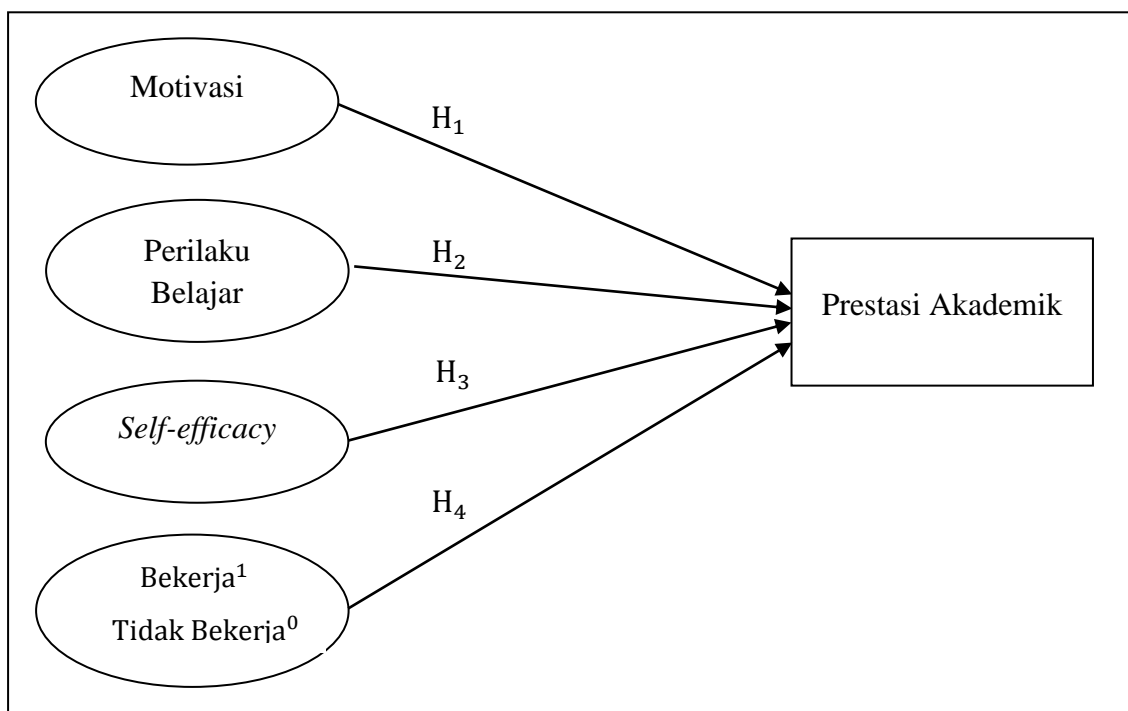 Motivasi
H₁
Perilaku
Belajar
H₂
Prestasi Akademik
Self-efficacy
H₃
H₄
Bekerja¹
Tidak Bekerja⁰